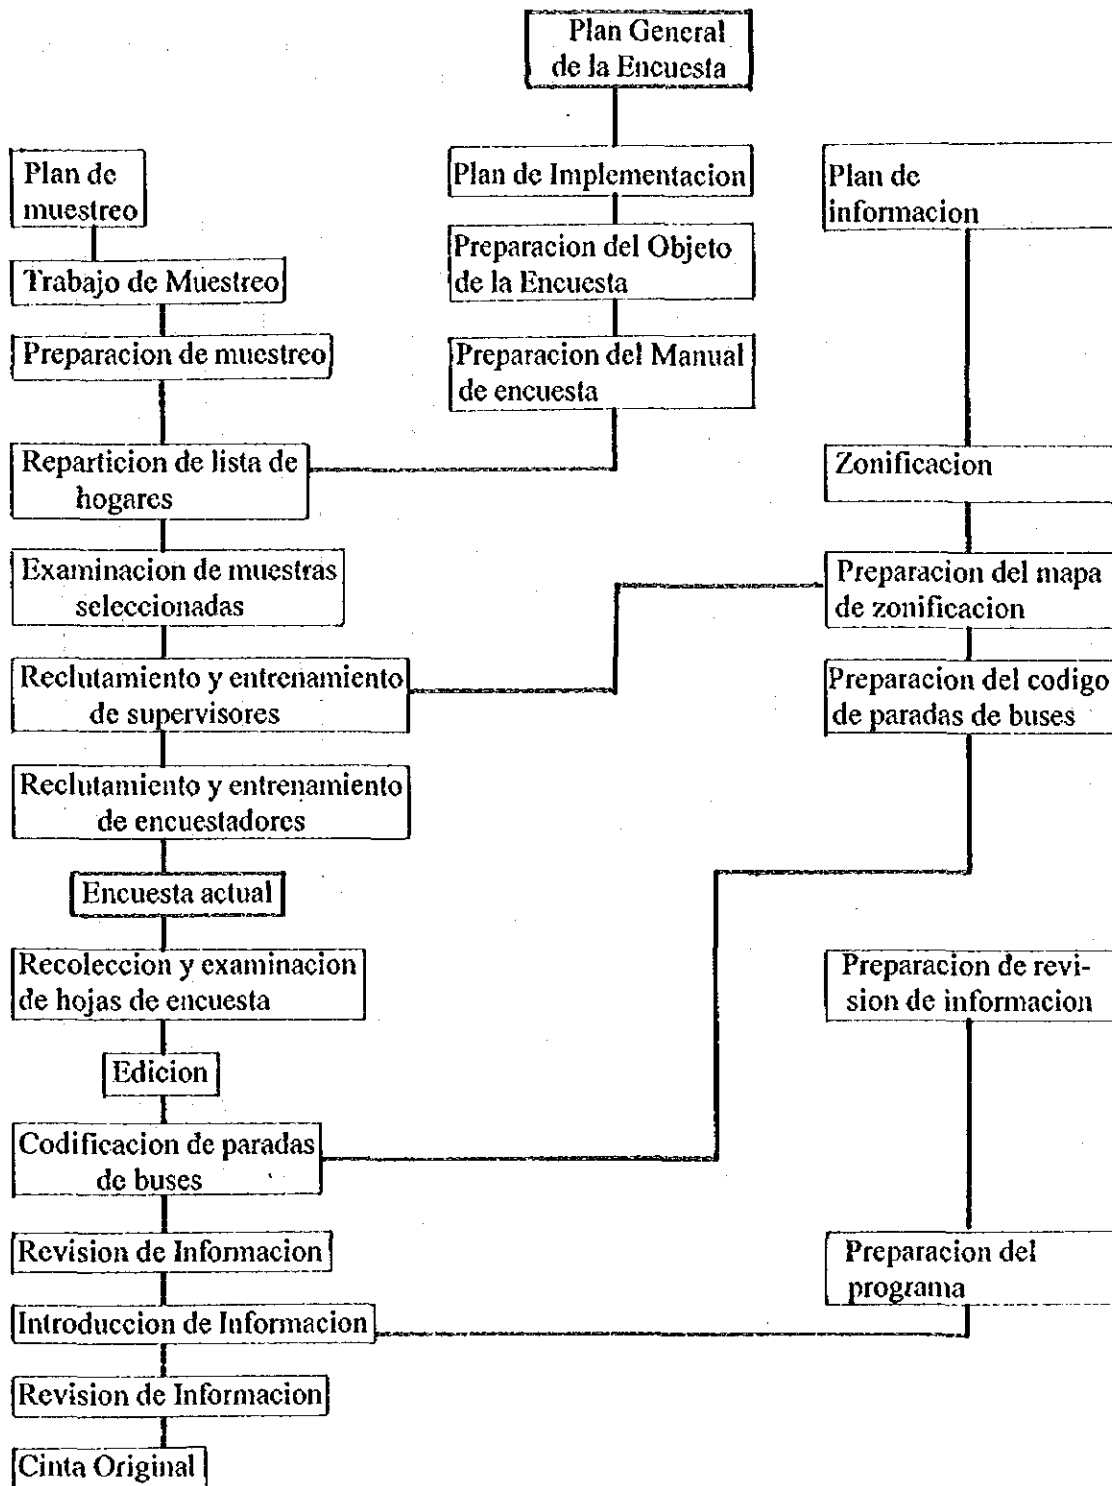 Plan General
de la Encuesta
Plan de
muestreo
Trabajo de Muestreo
Preparacion de muestreo
Plan de Implementacion
Preparacion del Objeto
de la Encuesta
Preparacion del Manual
de encuesta
Plan de
informacion
Reparticion de lista de
hogares
Examinacion de muestras
seleccionadas
Reclutamiento y entrenamiento
de supervisores
Reclutamiento y entrenamiento
de encuestadores
Encuesta actual
Recoleccion y examinacion
de hojas de encuesta
Edicion
Codificacion de paradas
de buses
Revision de Informacion
Introduccion de Informacion
Revision de Informacion
Cinta Original
Zonificacion
Preparacion del mapa
de zonificacion
Preparacion del codigo
de paradas de buses
Preparacion de revi-
sion de informacion
Preparacion del
programa